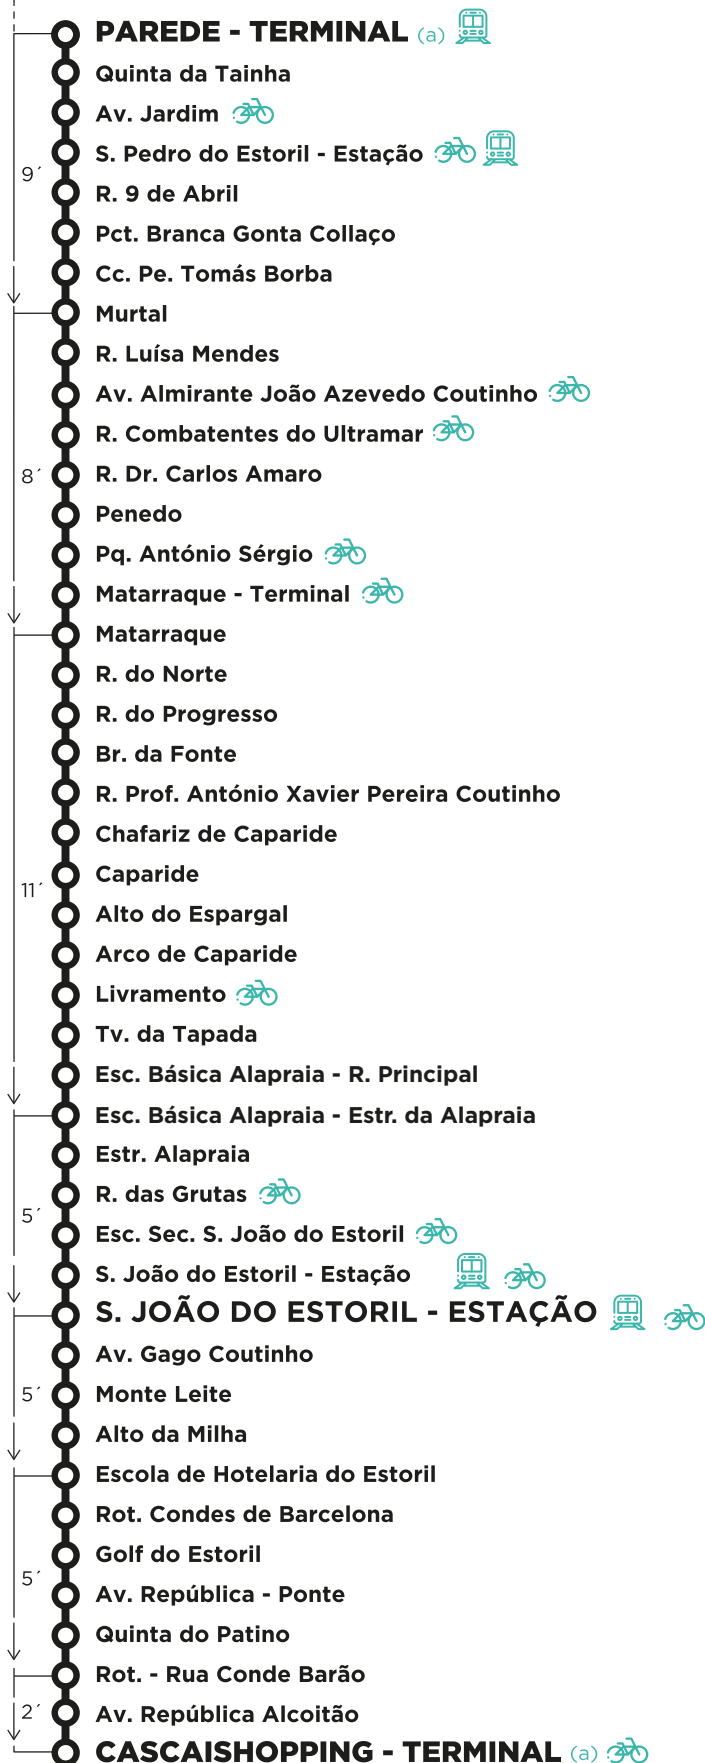 PAREDE - TERMINAL (a)
Quinta da Tainha
Av. Jardim
S. Pedro do Estoril - Estação
9´
R. 9 de Abril
Pct. Branca Gonta Collaço
Cc. Pe. Tomás Borba
Murtal
R. Luísa Mendes
Av. Almirante João Azevedo Coutinho
R. Combatentes do Ultramar
8´
R. Dr. Carlos Amaro
Penedo
Pq. António Sérgio
Matarraque - Terminal
Matarraque
R. do Norte
R. do Progresso
Br. da Fonte
R. Prof. António Xavier Pereira Coutinho
Chafariz de Caparide
Caparide
11´
Alto do Espargal
Arco de Caparide
Livramento
Tv. da Tapada
Esc. Básica Alapraia - R. Principal
Esc. Básica Alapraia - Estr. da Alapraia
Estr. Alapraia
R. das Grutas
5´
Esc. Sec. S. João do Estoril
S. João do Estoril - Estação
S. JOÃO DO ESTORIL - ESTAÇÃO
Av. Gago Coutinho
5´
Monte Leite
Alto da Milha
Escola de Hotelaria do Estoril
Rot. Condes de Barcelona
Golf do Estoril
5´
Av. República - Ponte
Quinta do Patino
Rot. - Rua Conde Barão
2´
Av. República Alcoitão
CASCAISHOPPING - TERMINAL (a)